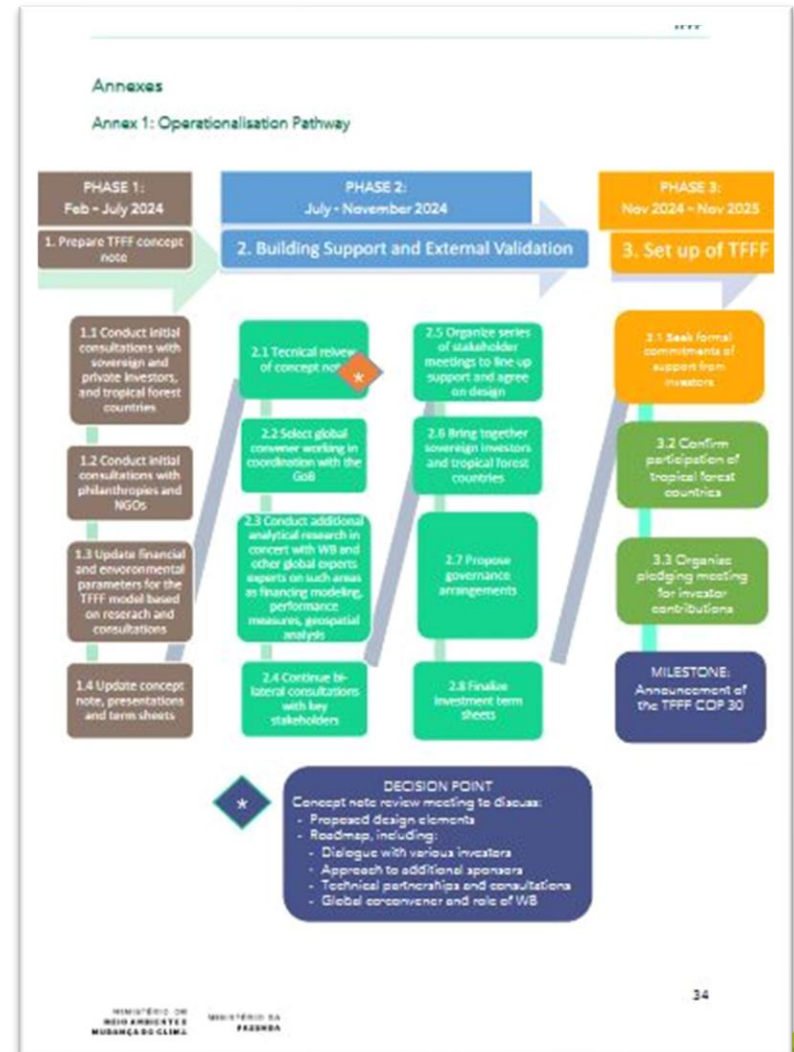 Annexes
Annex 1: Operationalisation Pathway
PHASE 1:
Feb - July 2024
1. Prepare TFFF concept
note
PHASE 2:
July - November 2024
2. Building Support and External Validation
PHASE 3:
Nov 2024 - Nov 2025
3. Set up of TFFF
1.1 Conduct initial
consultations with
sovereign and
private investors,
and tropical forest
countries
1.2 Conduct initial
consultations with
philanthropies and
NGOs
1.3 Update financial
and envoronmental
parameters for the
TFFF model based
on reserach and
consultations
1.4 Update concept
note, presentations
and term sheets
2.1 Tecnical reivew
of concept note
*
2.2 Select global
convener working in
coordination with the
GoB
2.3 Conduct additional
analytical research in
concert with WB and
other global experts
experts on such areas
as financing modeling,
performance
measures, geospatial
analysis
2.4 Continue bi-
lateral consultations
with key
stakeholders
2.5 Organize series
of stakeholder
meetings to line up
support and agree
on design
2.6 Bring together
sovereign investors
and tropical forest
countries
2.7 Propose
governance
arrangements
2.8 Finalize
investment term
sheets
3.1 Seek formal
commitments of
support from
investors
3.2 Confirm
participation of
tropical forest
countries
3.3 Organize
pledging meeting
for investor
contributions
MILESTONE:
Announcement of
the TFFF COP 30
*
DECISION POINT
Concept note review meeting to discuss:
- Proposed design elements
- Roadmap, including:
- Dialogue with various investors
- Approach to additional sponsors
- Technical partnerships and consultations
- Global co-convener and role of WB
34
MINISTÉRIO DO
MEIO AMBIENTE E
MUDANÇA DO CLIMA
MINISTÉRIO DA
FAZENDA